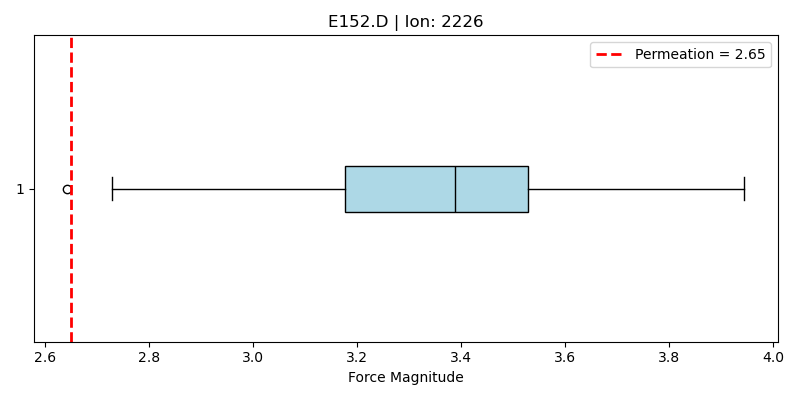 E152.D | Ion: 2226
Permeation = 2.65
1
2.6 2.8 3.0 3.2 3.4 3.6 3.8 4.0
Force Magnitude